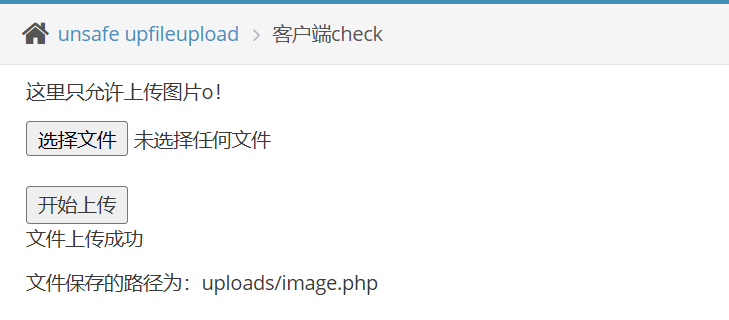 unsafe upfileupload > 客户端check
这里只允许上传图片o！
选择文件 未选择任何文件
开始上传
文件上传成功
文件保存的路径为：uploads/image.php